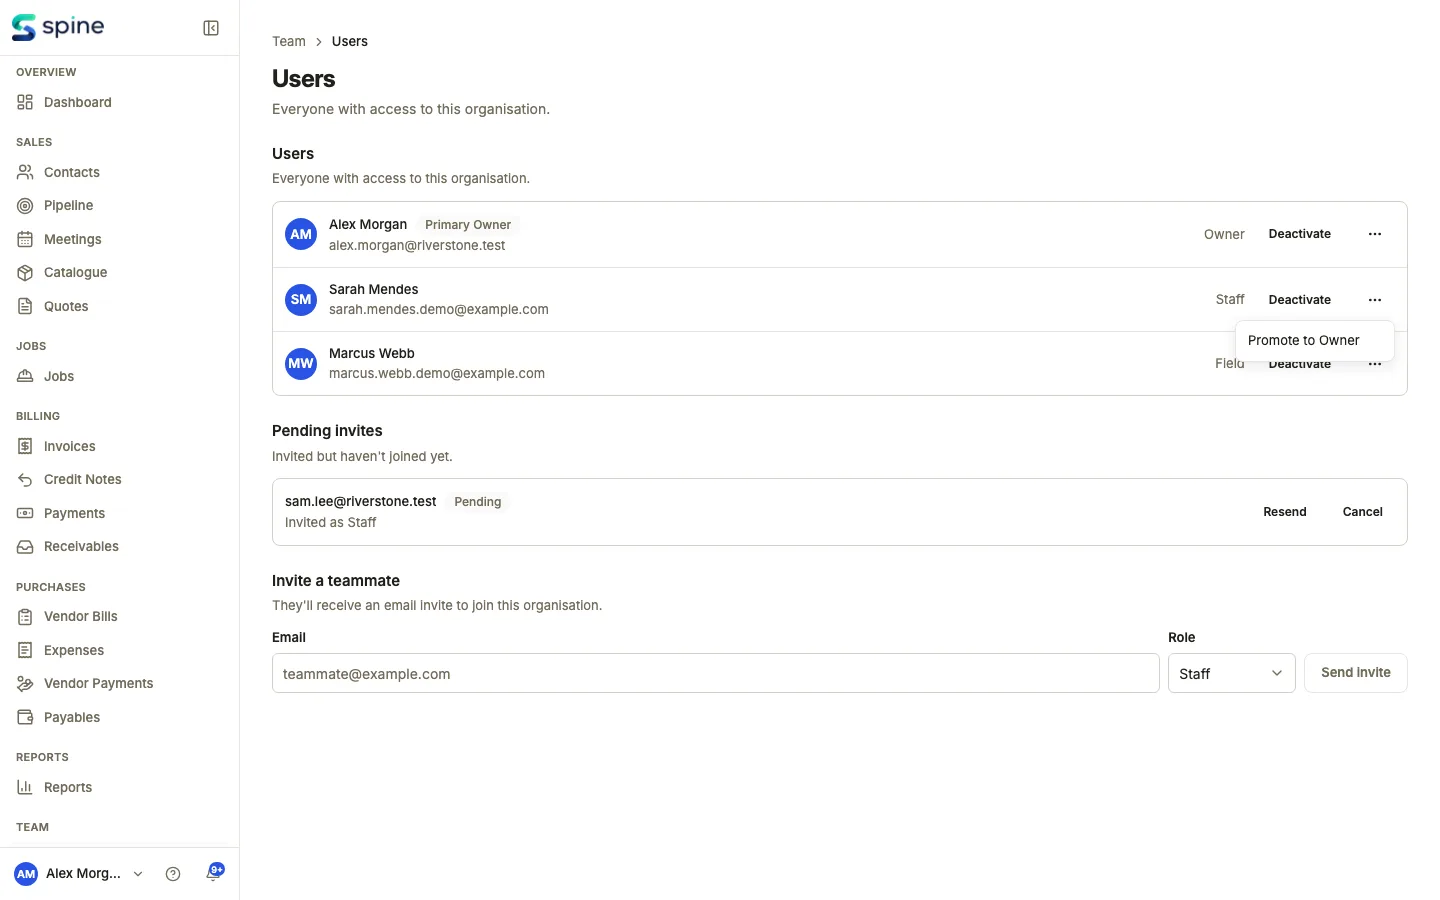 spine
OVERVIEW
Dashboard
SALES
Contacts
Pipeline
Meetings
Catalogue
Quotes
JOBS
Jobs
BILLING
Invoices
Credit Notes
Payments
Receivables
PURCHASES
Vendor Bills
Expenses
Vendor Payments
Payables
REPORTS
Reports
TEAM
AM Alex Morg...
9+
Team > Users
Users
Everyone with access to this organisation.
Users
Everyone with access to this organisation.
AM Alex Morgan Primary Owner
alex.morgan@riverstone.test
Owner Deactivate ...
SM Sarah Mendes
sarah.mendes.demo@example.com
Staff Deactivate ...
Promote to Owner
MW Marcus Webb
marcus.webb.demo@example.com
Field Deactivate ...
Pending invites
Invited but haven't joined yet.
sam.lee@riverstone.test Pending
Invited as Staff
Resend Cancel
Invite a teammate
They'll receive an email invite to join this organisation.
Email Role
teammate@example.com Staff Send invite